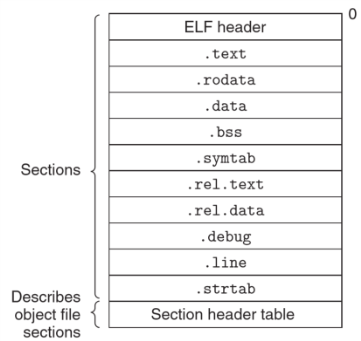 0
ELF header
.text
.rodata
.data
.bss
Sections
.symtab
.rel.text
.rel.data
.debug
.line
.strtab
Describes
object file
sections
Section header table